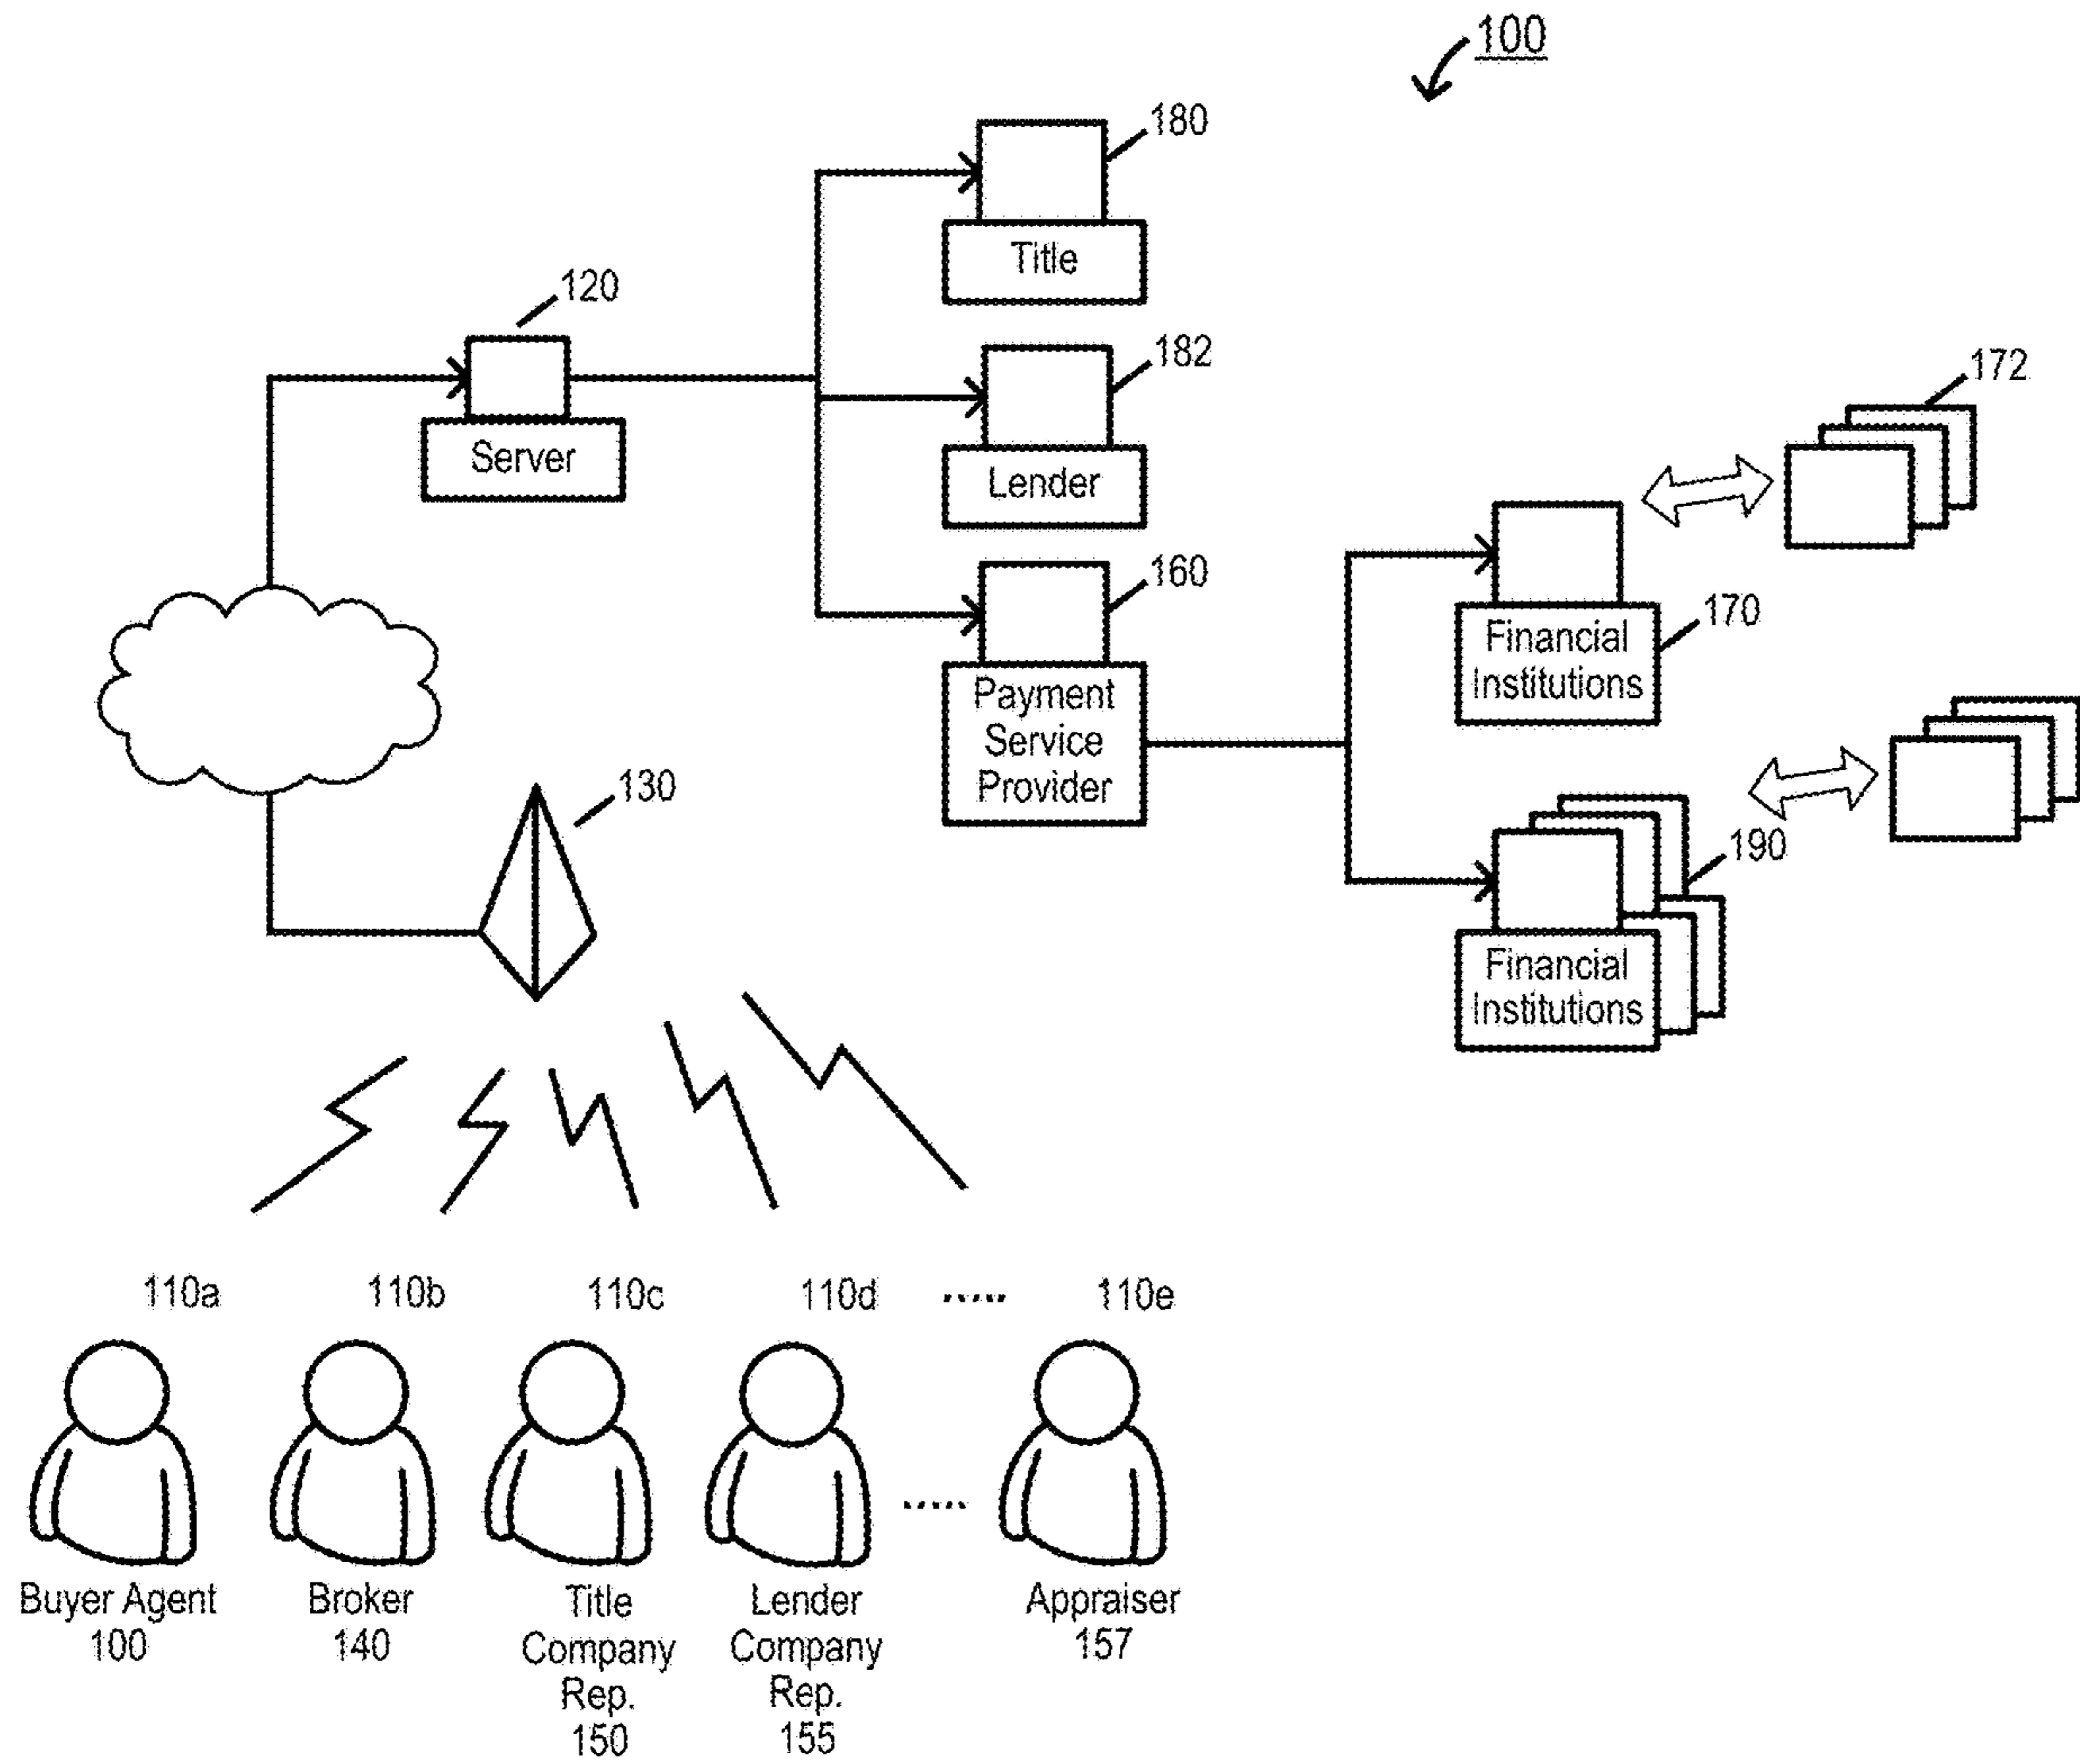 100
180
Title
120
Server
182
Lender
172
160
Payment
Service
Provider
170
Financial
Institutions
130
190
Financial
Institutions
110a
110b
110c
110d
.....
110e
.....
Buyer Agent
100
Broker
140
Title
Company
Rep.
150
Lender
Company
Rep.
155
Appraiser
157